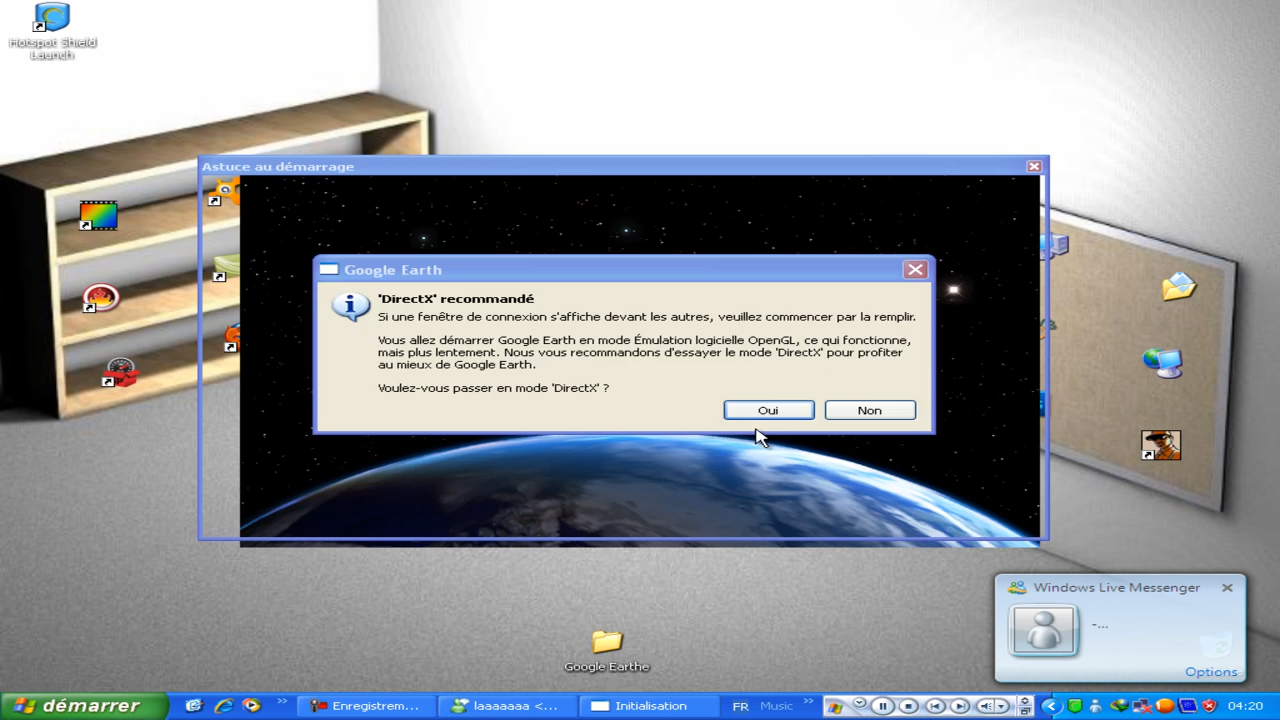 Hotspot Shield
Launch
Astuce au démarrage
Google Earth
'DirectX' recommandé
Si une fenêtre de connexion s'affiche devant les autres, veuillez commencer par la remplir.
Vous allez démarrer Google Earth en mode Émulation logicielle OpenGL, ce qui fonctionne,
mais plus lentement. Nous vous recommandons d'essayer le mode 'DirectX' pour profiter
au mieux de Google Earth.
Voulez-vous passer en mode 'DirectX' ?
Oui
Non
Windows Live Messenger
-...
Options
Google Earthe
démarrer
Enregistrem...
laaaaaaa <...
Initialisation
FR
Music
04:20